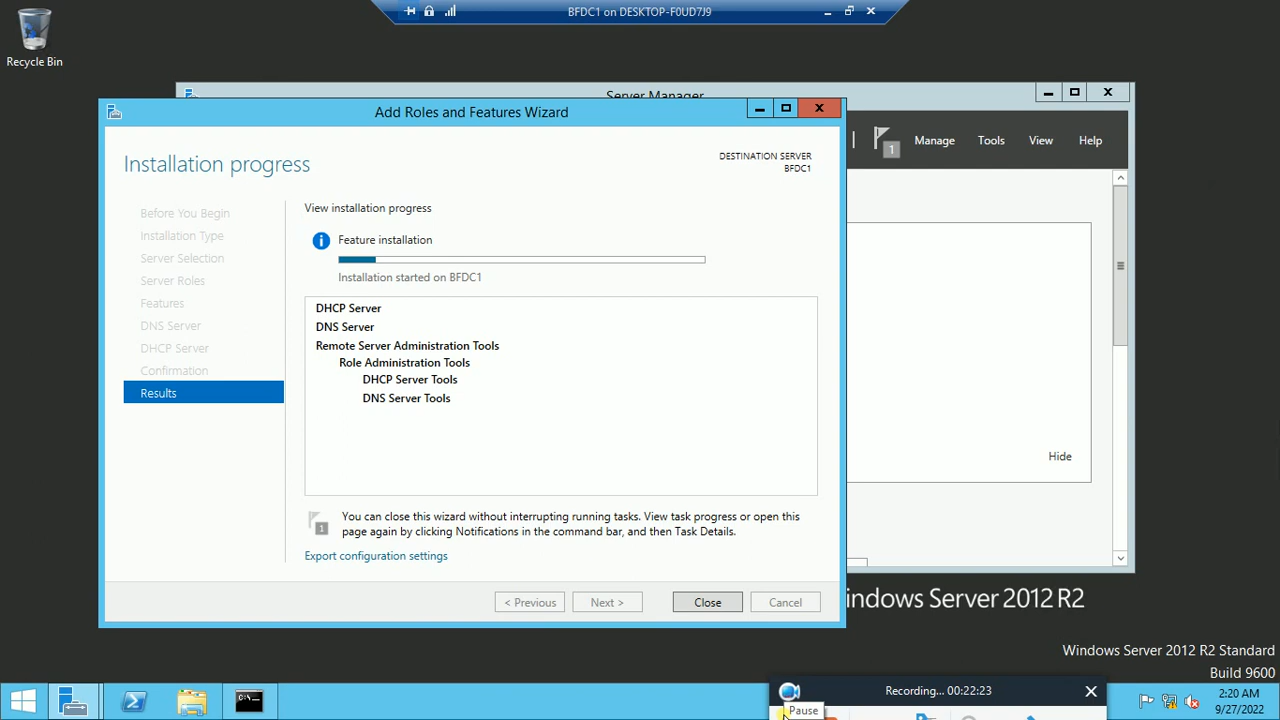 BFDC1 on DESKTOP-F0UD7J9
Recycle Bin
Server Manager
Add Roles and Features Wizard
1 Manage Tools View Help
Installation progress
DESTINATION SERVER
BFDC1
Before You Begin
Installation Type
Server Selection
Server Roles
Features
DNS Server
DHCP Server
Confirmation
Results
View installation progress
Feature installation
Installation started on BFDC1
DHCP Server
DNS Server
Remote Server Administration Tools
Role Administration Tools
DHCP Server Tools
DNS Server Tools
Hide
1
You can close this wizard without interrupting running tasks. View task progress or open this
page again by clicking Notifications in the command bar, and then Task Details.
Export configuration settings
< Previous
Next >
Close
Cancel
indows Server 2012 R2
Windows Server 2012 R2 Standard
Build 9600
Recording... 00:22:23
Pause
2:20 AM
9/27/2022